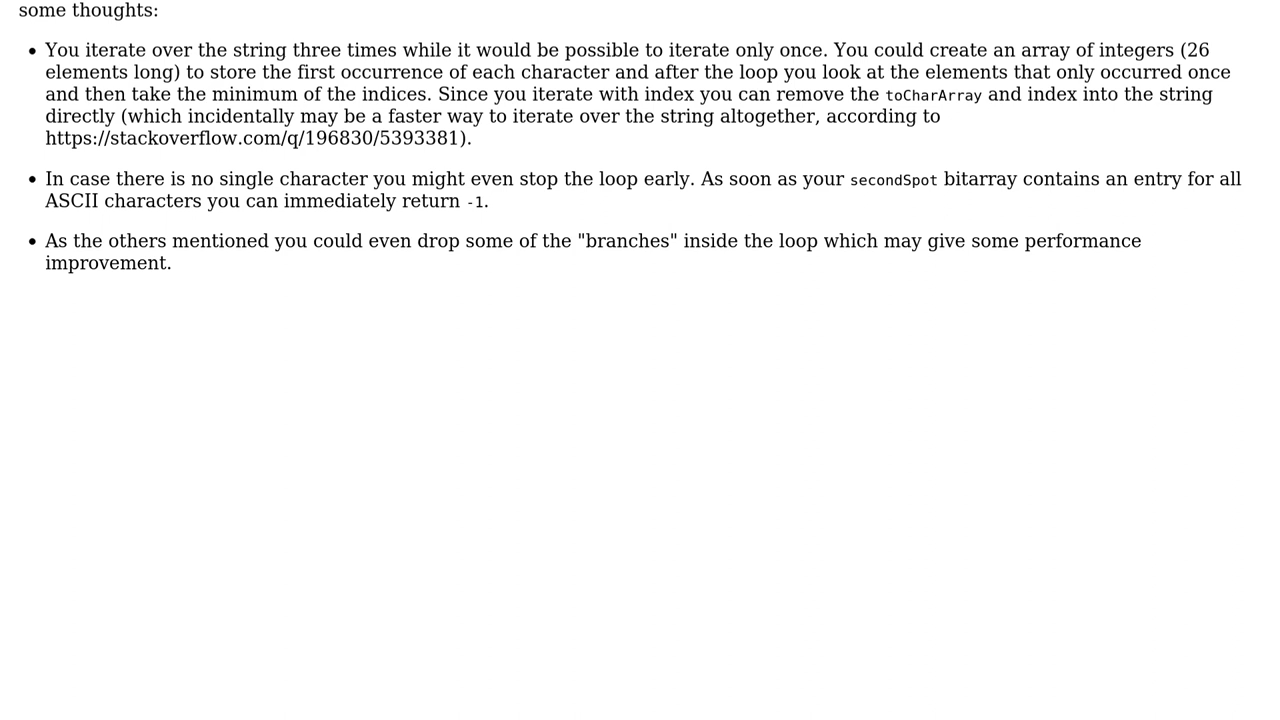 some thoughts:
• You iterate over the string three times while it would be possible to iterate only once. You could create an array of integers (26
elements long) to store the first occurrence of each character and after the loop you look at the elements that only occurred once
and then take the minimum of the indices. Since you iterate with index you can remove the toCharArray and index into the string
directly (which incidentally may be a faster way to iterate over the string altogether, according to
https://stackoverflow.com/q/196830/5393381).
• In case there is no single character you might even stop the loop early. As soon as your secondSpot bitarray contains an entry for all
ASCII characters you can immediately return -1.
• As the others mentioned you could even drop some of the "branches" inside the loop which may give some performance
improvement.